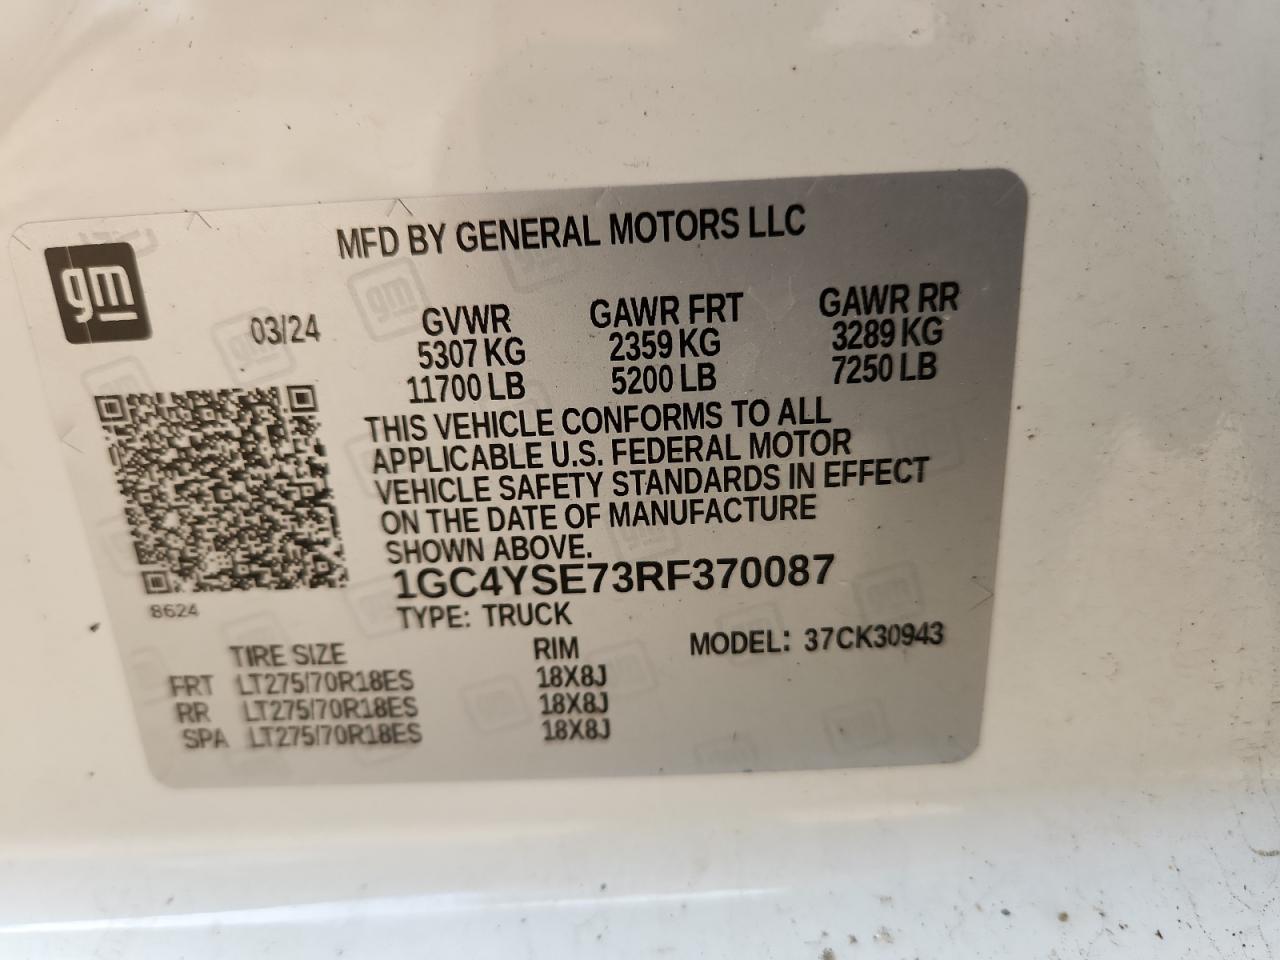 gm
MFD BY GENERAL MOTORS LLC
03/24
GVWR GAWR FRT GAWR RR
5307 KG 2359 KG 3289 KG
11700 LB 5200 LB 7250 LB
THIS VEHICLE CONFORMS TO ALL
APPLICABLE U.S. FEDERAL MOTOR
VEHICLE SAFETY STANDARDS IN EFFECT
ON THE DATE OF MANUFACTURE
SHOWN ABOVE.
1GC4YSE73RF370087
8624
TYPE: TRUCK
TIRE SIZE RIM MODEL: 37CK30943
FRT LT275/70R18ES 18X8J
RR LT275/70R18ES 18X8J
SPA LT275/70R18ES 18X8J